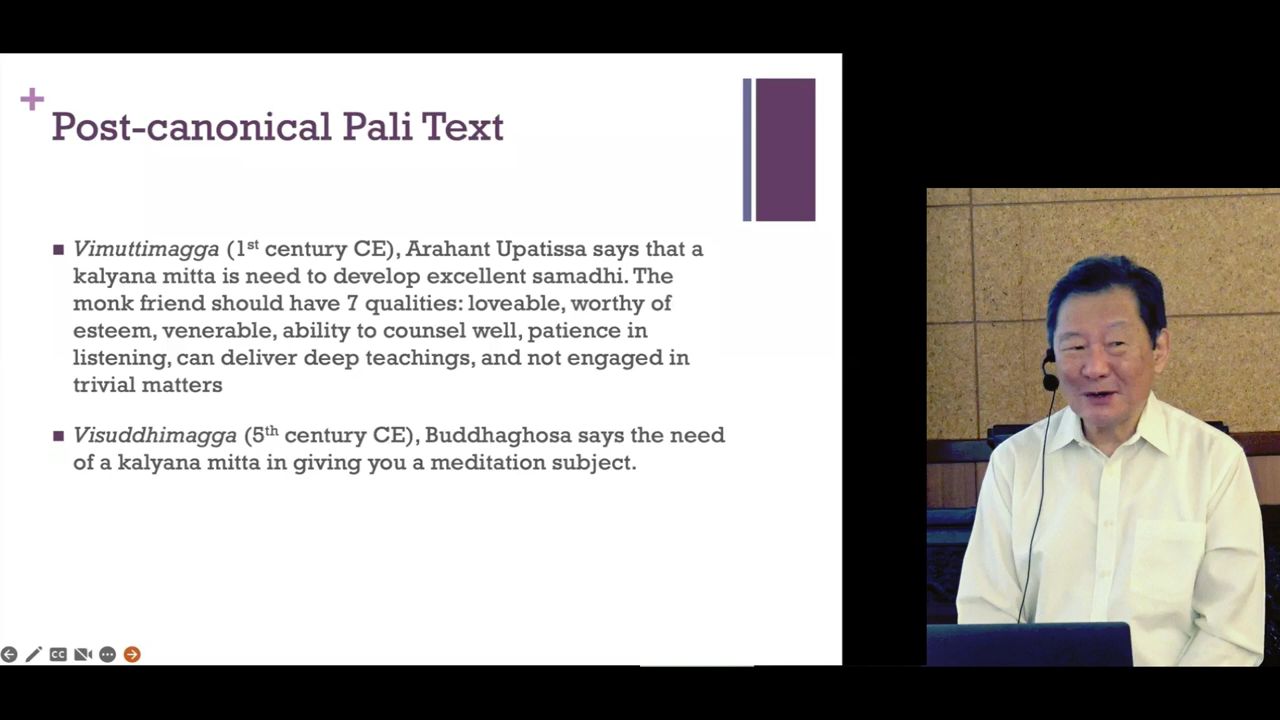 Post-canonical Pali Text
Vimuttimagga (1st century CE), Arahant Upatissa says that a
kalyana mitta is need to develop excellent samadhi. The
monk friend should have 7 qualities: loveable, worthy of
esteem, venerable, ability to counsel well, patience in
listening, can deliver deep teachings, and not engaged in
trivial matters
Visuddhimagga (5th century CE), Buddhaghosa says the need
of a kalyana mitta in giving you a meditation subject.
CC